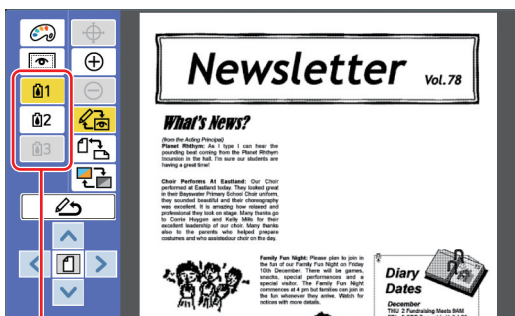 1
2
3
Newsletter Vol. 78
What's News?
(from the Acting Principal)
Planet Rhthym: As I type I can hear the
pounding beat coming from the Planet Rhthym
Incursion in the hall. I'm sure our students are
having a great time!
Choir Performs At Eastland: Our Choir
performed at Eastland today. They looked great
in their Bayswater Primary School Choir uniform,
they sounded beautiful and their choreography
was excellent. It is amazing how relaxed and
professional they look on stage. Many thanks go
to Corrie Huygen and Kelly Mills for their
excellent leadership of our choir. Many thanks
also to the parents who helped prepare
costumes and who assistedour choir on the day.
Family Fun Night: Please plan to join in
the fun of our Family Fun Night on Friday
10th December. There will be games,
snacks, special performances and a
special visitor. The Family Fun Night
commences at 4 pm but families can join in
the fun whenever they arrive. Watch for
notices with more details.
Diary
Dates
December
THU 2 Fundraising Meets 9AM